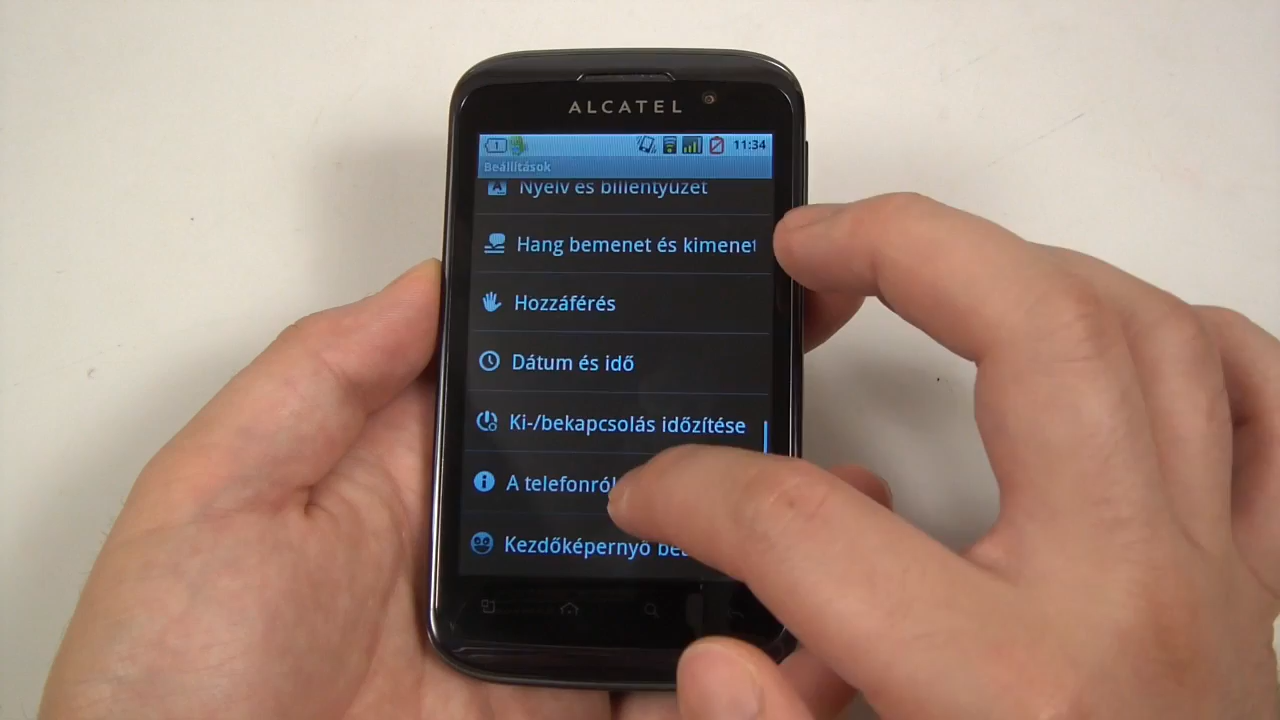 ALCATEL
1 11:34
Beállítások
Nyelv és billentyűzet
Hang bemenet és kimenet
Hozzáférés
Dátum és idő
Ki-/bekapcsolás időzítése
A telefonról
Kezdőképernyő